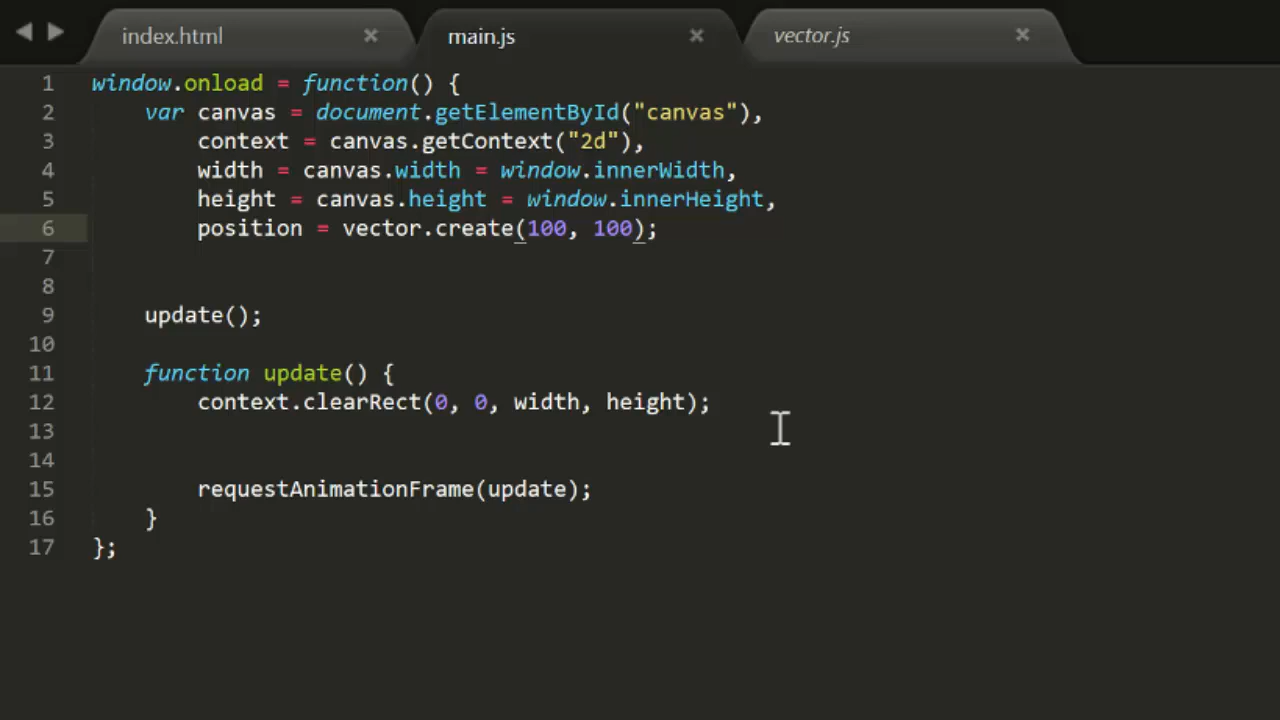 index.html × main.js × vector.js ×
1 window.onload = function() {
2 var canvas = document.getElementById("canvas"),
3 context = canvas.getContext("2d"),
4 width = canvas.width = window.innerWidth,
5 height = canvas.height = window.innerHeight,
6 position = vector.create(100, 100);
7
8
9 update();
10
11 function update() {
12 context.clearRect(0, 0, width, height);
13
14
15 requestAnimationFrame(update);
16 }
17 };